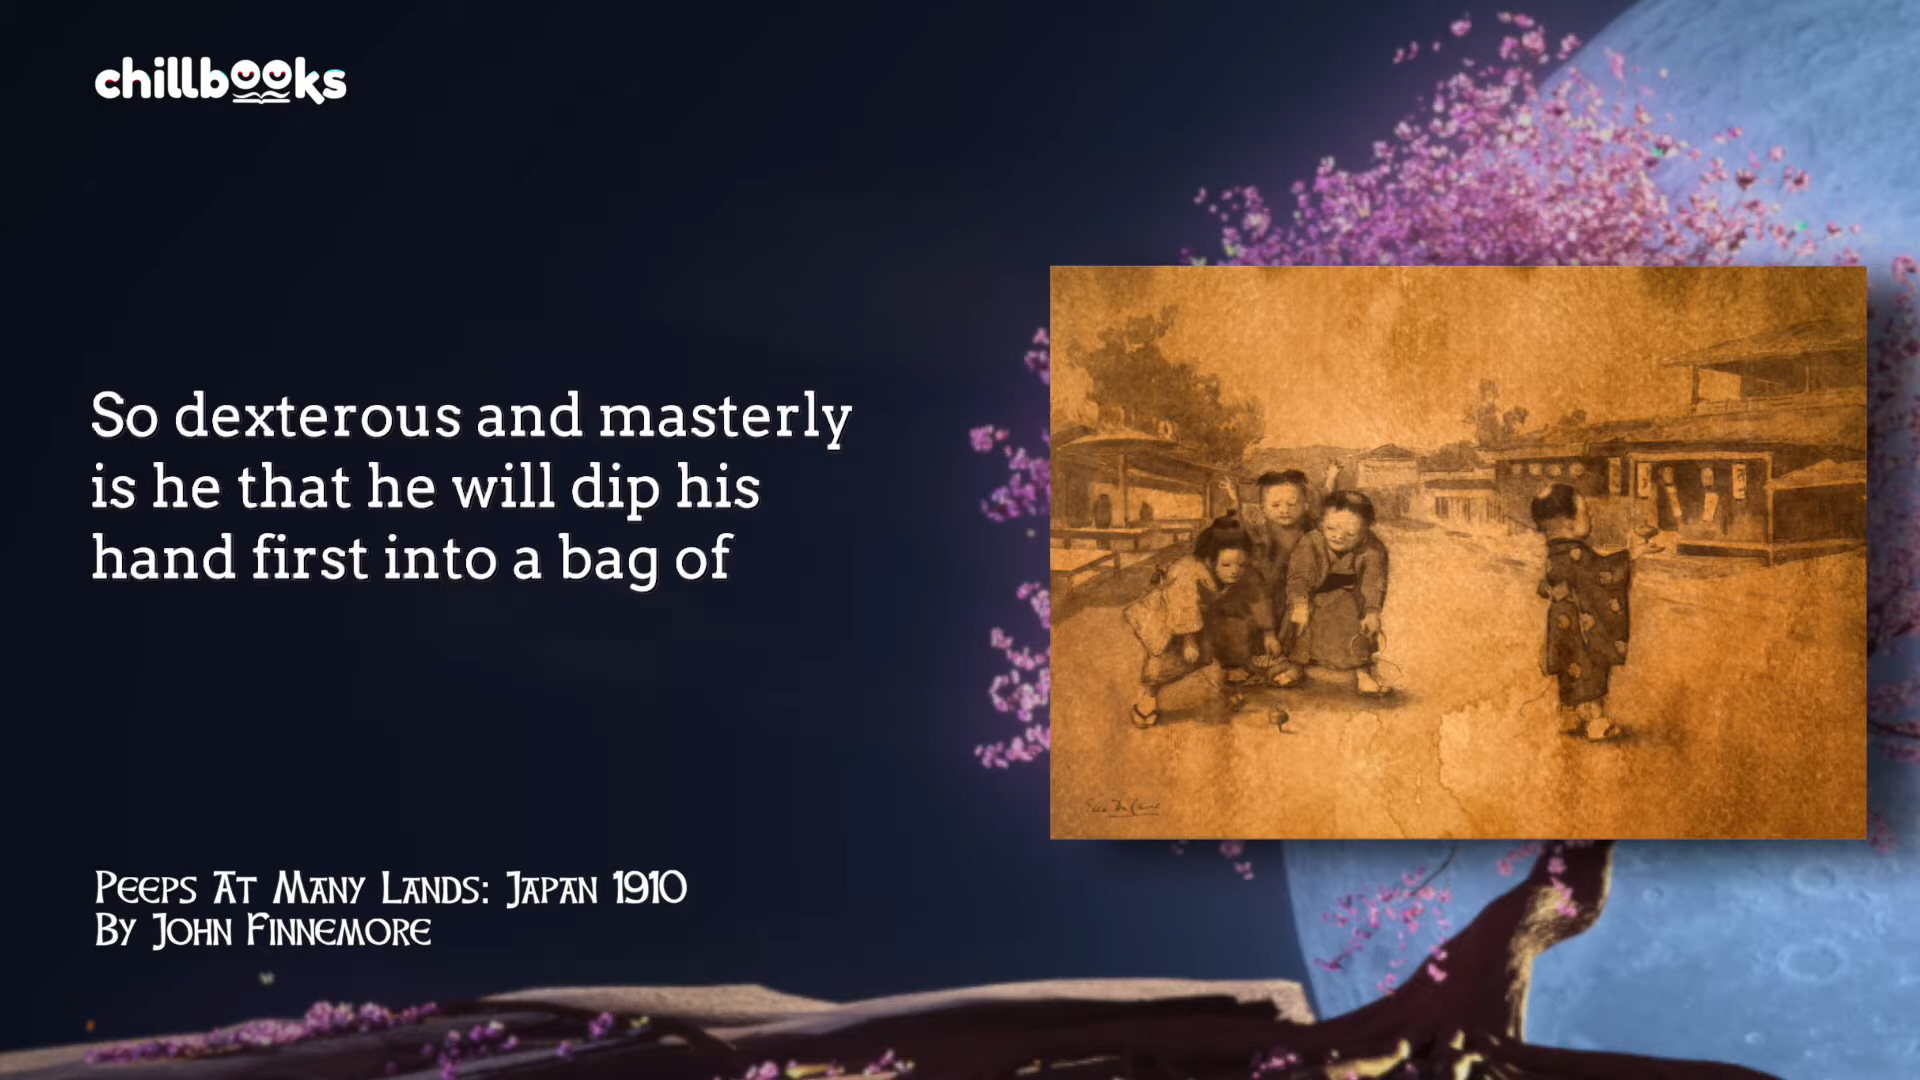 chillbooks
So dexterous and masterly
is he that he will dip his
hand first into a bag of
Peeps At Many Lands: Japan 1910
By John Finnemore